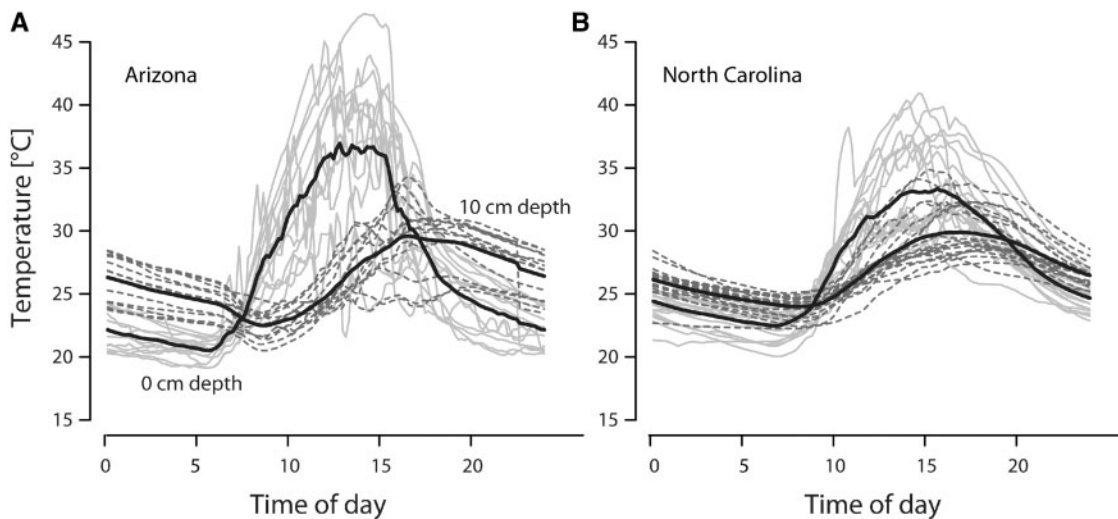 A
B
Arizona
North Carolina
10 cm depth
0 cm depth
Temperature [°C]
45
40
35
30
25
20
15
0 5 10 15 20
Time of day
45
40
35
30
25
20
15
0 5 10 15 20
Time of day